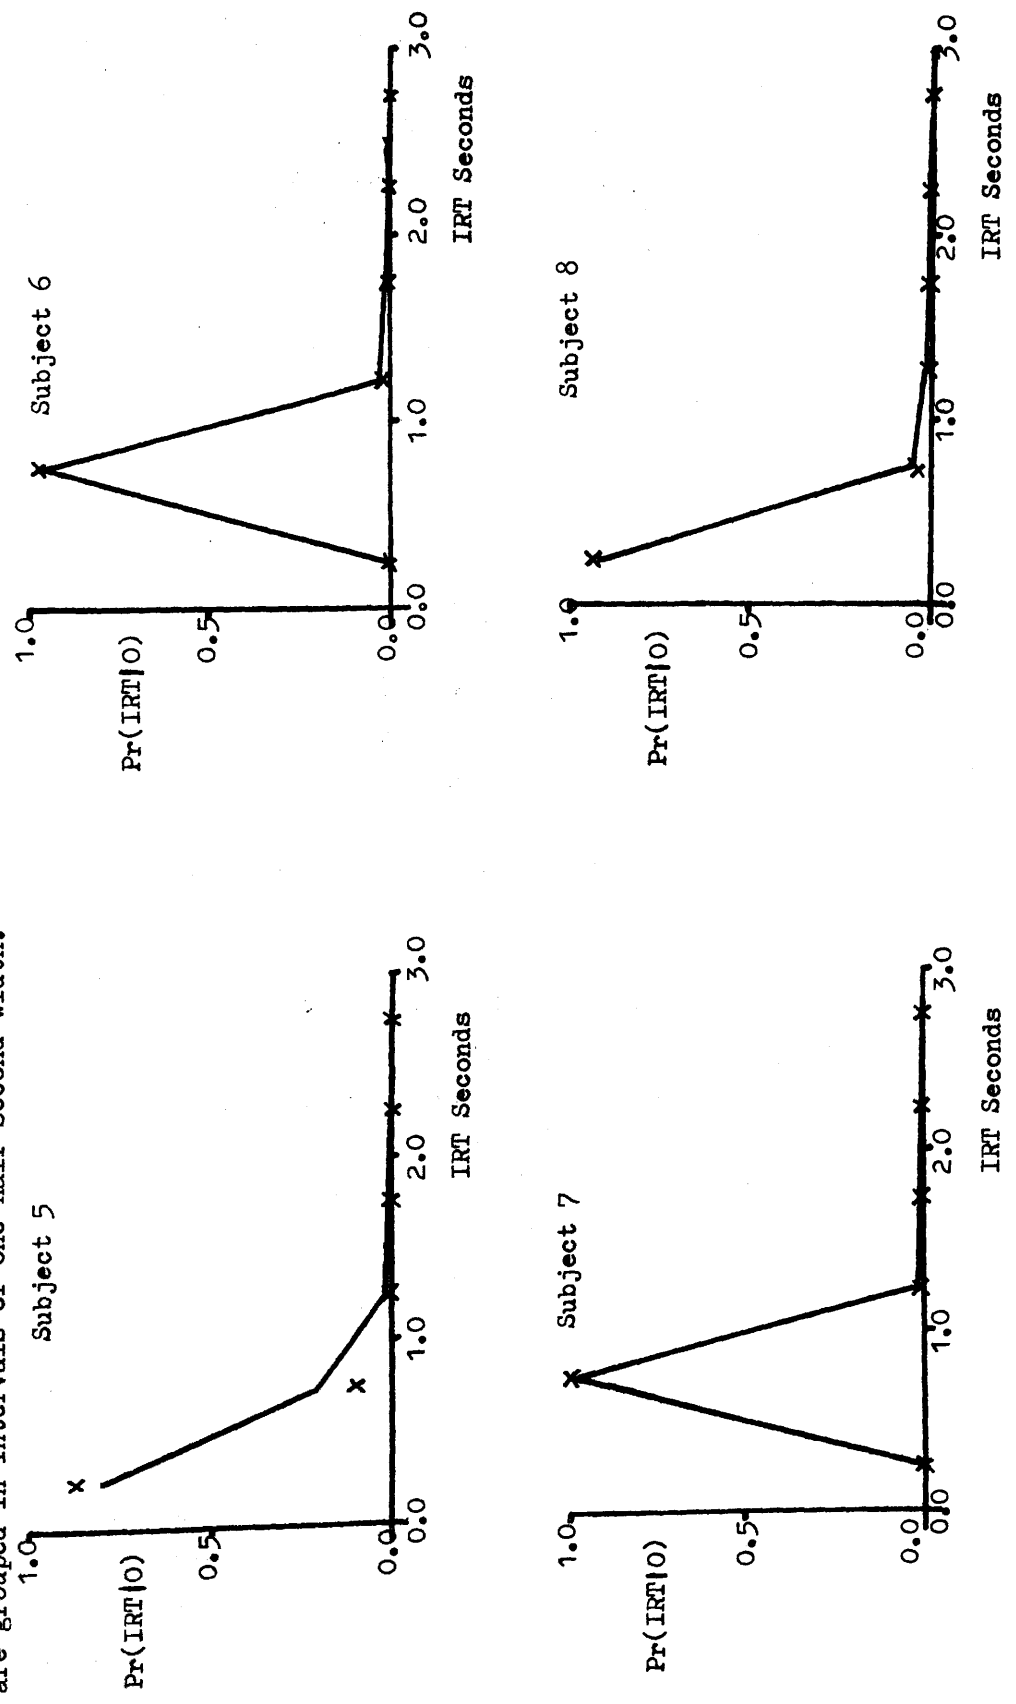 are grouped in intervals of one half second width.
Subject 5
1.0
Pr(IRT|O)
0.5
0.0
0.0 1.0 2.0 3.0
IRT Seconds
Subject 6
1.0
Pr(IRT|O)
0.5
0.0
0.0 1.0 2.0 3.0
IRT Seconds
Subject 7
1.0
Pr(IRT|O)
0.5
0.0
0.0 1.0 2.0 3.0
IRT Seconds
Subject 8
1.0
Pr(IRT|O)
0.5
0.0
0.0 1.0 2.0 3.0
IRT Seconds